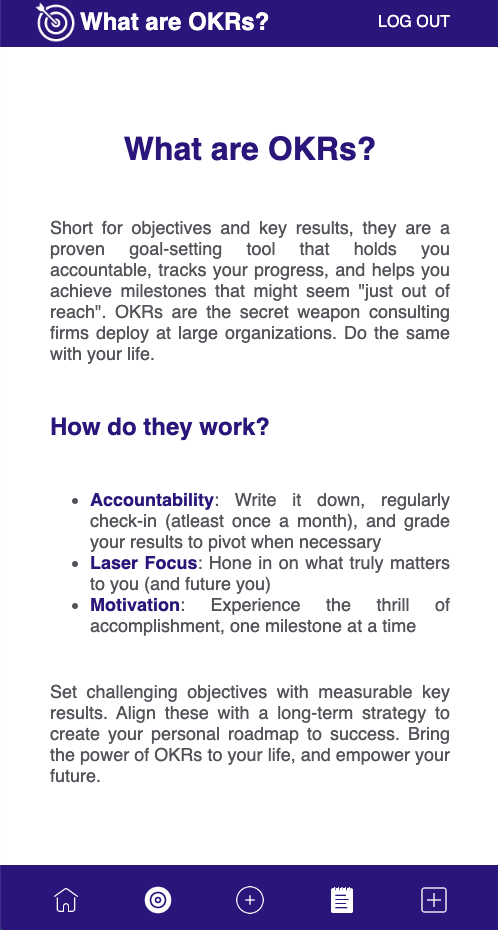 What are OKRs?
LOG OUT
What are OKRs?
Short for objectives and key results, they are a
proven goal-setting tool that holds you
accountable, tracks your progress, and helps you
achieve milestones that might seem "just out of
reach". OKRs are the secret weapon consulting
firms deploy at large organizations. Do the same
with your life.
How do they work?
• Accountability: Write it down, regularly
check-in (atleast once a month), and grade
your results to pivot when necessary
• Laser Focus: Hone in on what truly matters
to you (and future you)
• Motivation: Experience the thrill of
accomplishment, one milestone at a time
Set challenging objectives with measurable key
results. Align these with a long-term strategy to
create your personal roadmap to success. Bring
the power of OKRs to your life, and empower your
future.